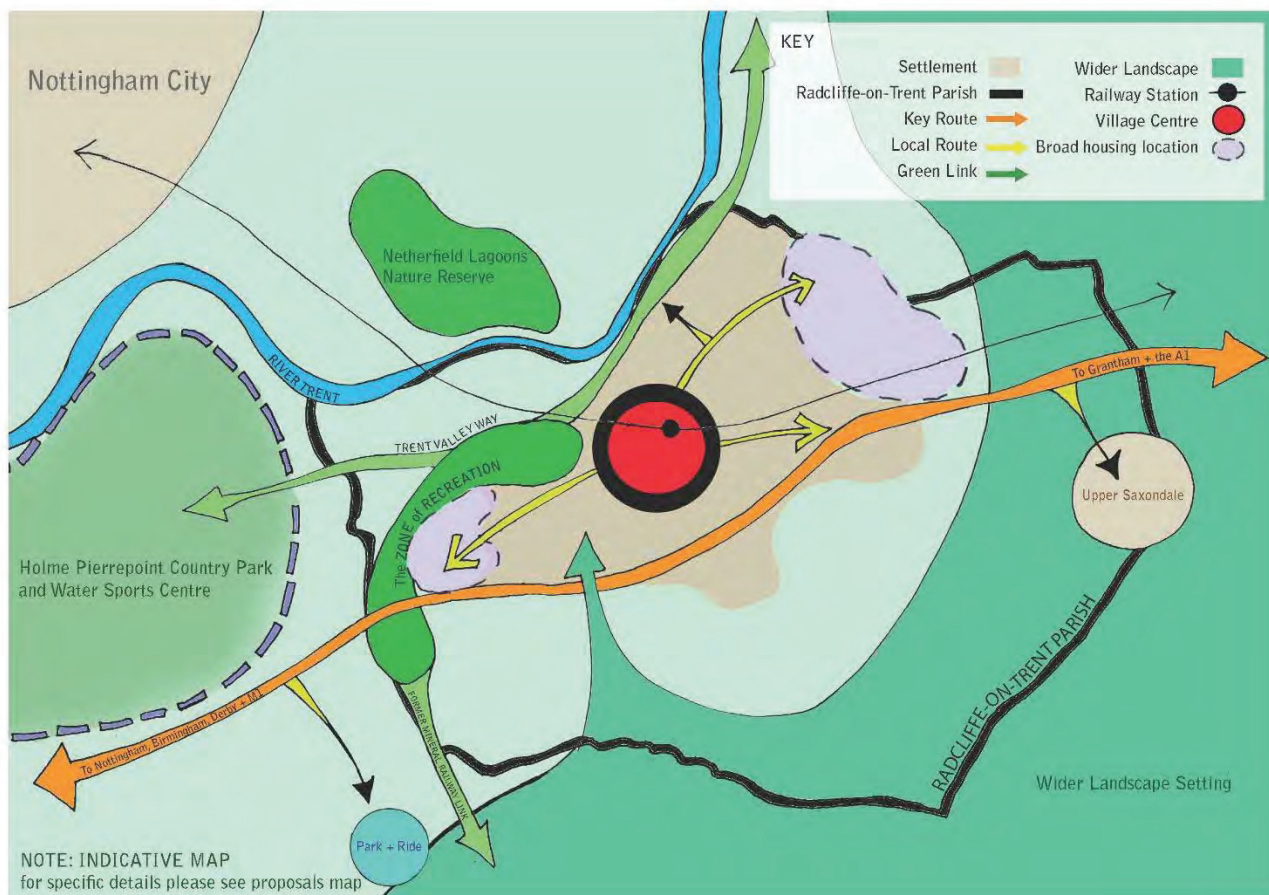 Nottingham City
KEY
Settlement
Radcliffe-on-Trent Parish
Key Route
Local Route
Green Link
Wider Landscape
Railway Station
Village Centre
Broad housing location
Netherfield Lagoons
Nature Reserve
RIVER TRENT
TRENT VALLEY WAY
The ZONE of RECREATION
To Grantham + the A1
Upper Saxondale
Holme Pierrepoint Country Park
and Water Sports Centre
To Nottingham, Birmingham, Derby + M1
FORMER MINERAL RAILWAY LINK
RADCLIFFE-ON-TRENT PARISH
Wider Landscape Setting
Park + Ride
NOTE: INDICATIVE MAP
for specific details please see proposals map